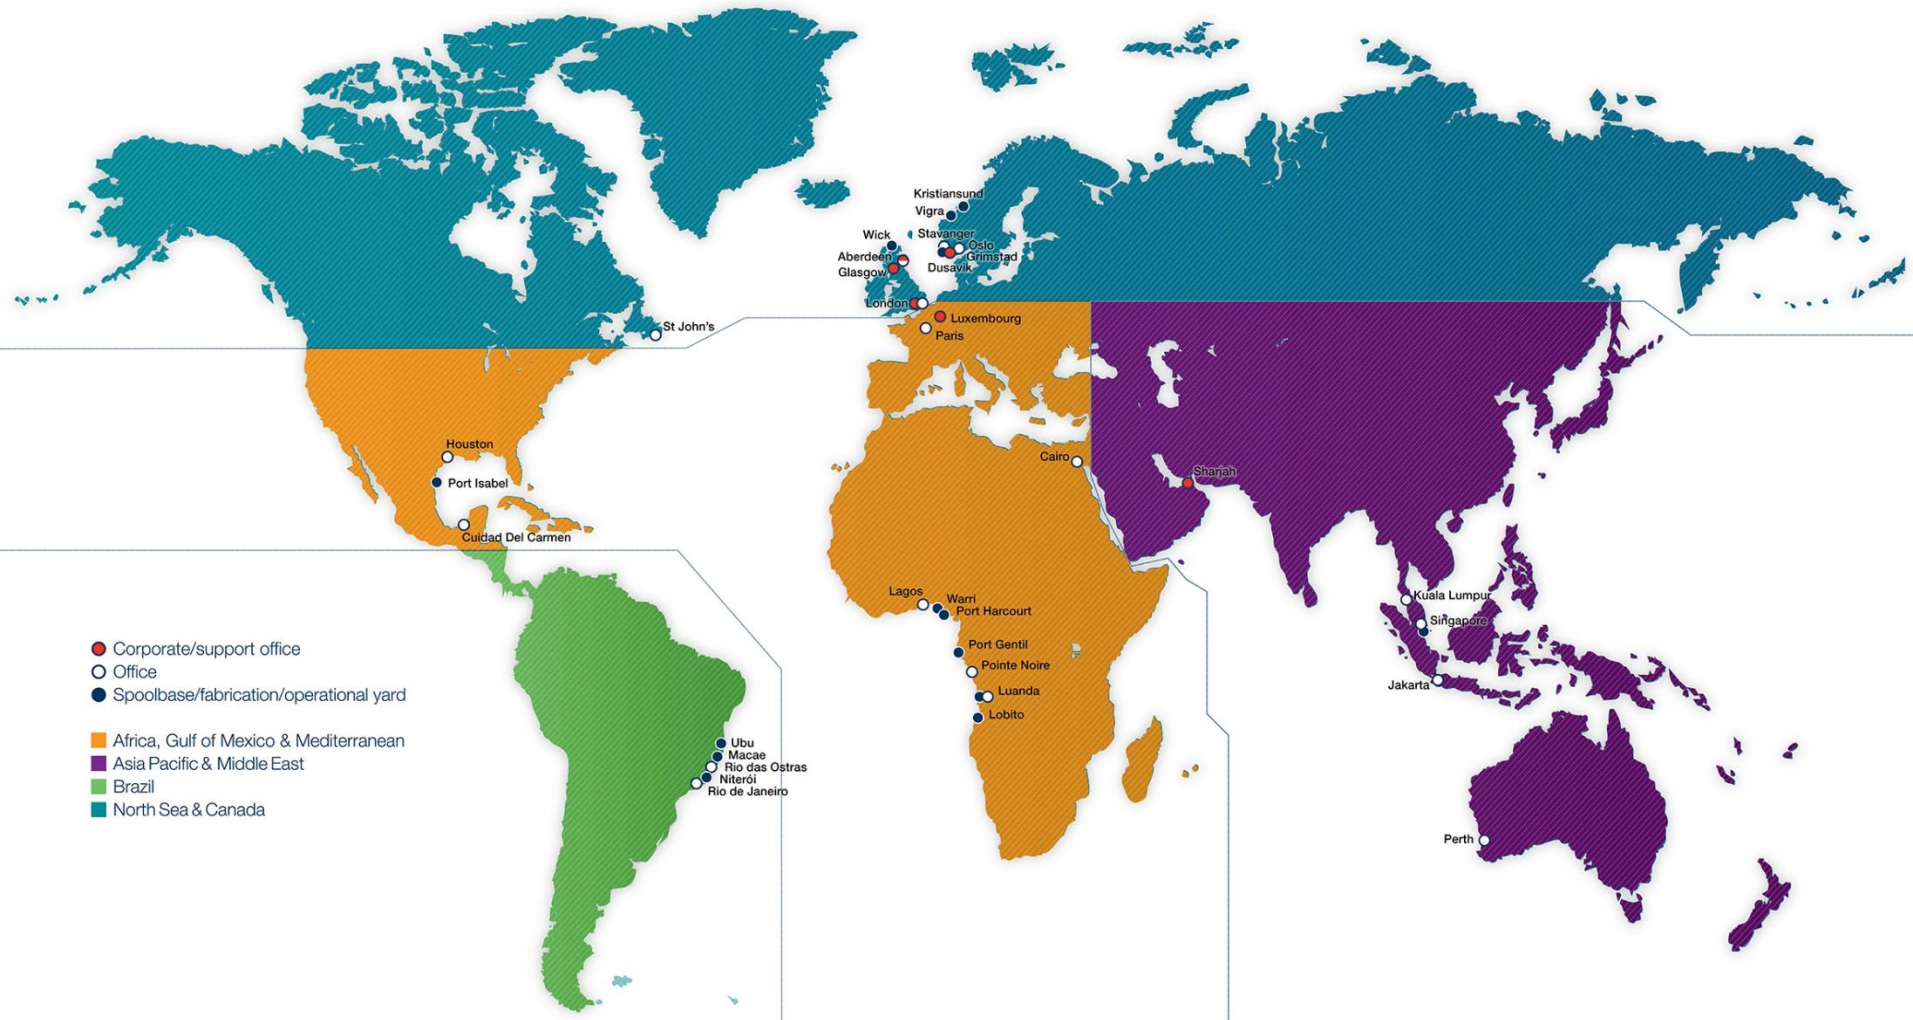 Kristiansund
Vigra
Wick
Stavanger
Oslo
Aberdeen
Grimstad
Glasgow
Dusavik
London
Luxembourg
St John's
Paris
Houston
Cairo
Sharjah
Port Isabel
Cuidad Del Carmen
Lagos
Warri
Port Harcourt
Kuala Lumpur
Singapore
Port Gentil
Pointe Noire
Jakarta
Luanda
Lobito
Corporate/support office
Office
Spoolbase/fabrication/operational yard
Africa, Gulf of Mexico & Mediterranean
Asia Pacific & Middle East
Brazil
North Sea & Canada
Ubu
Macae
Rio das Ostras
Niterói
Rio de Janeiro
Perth